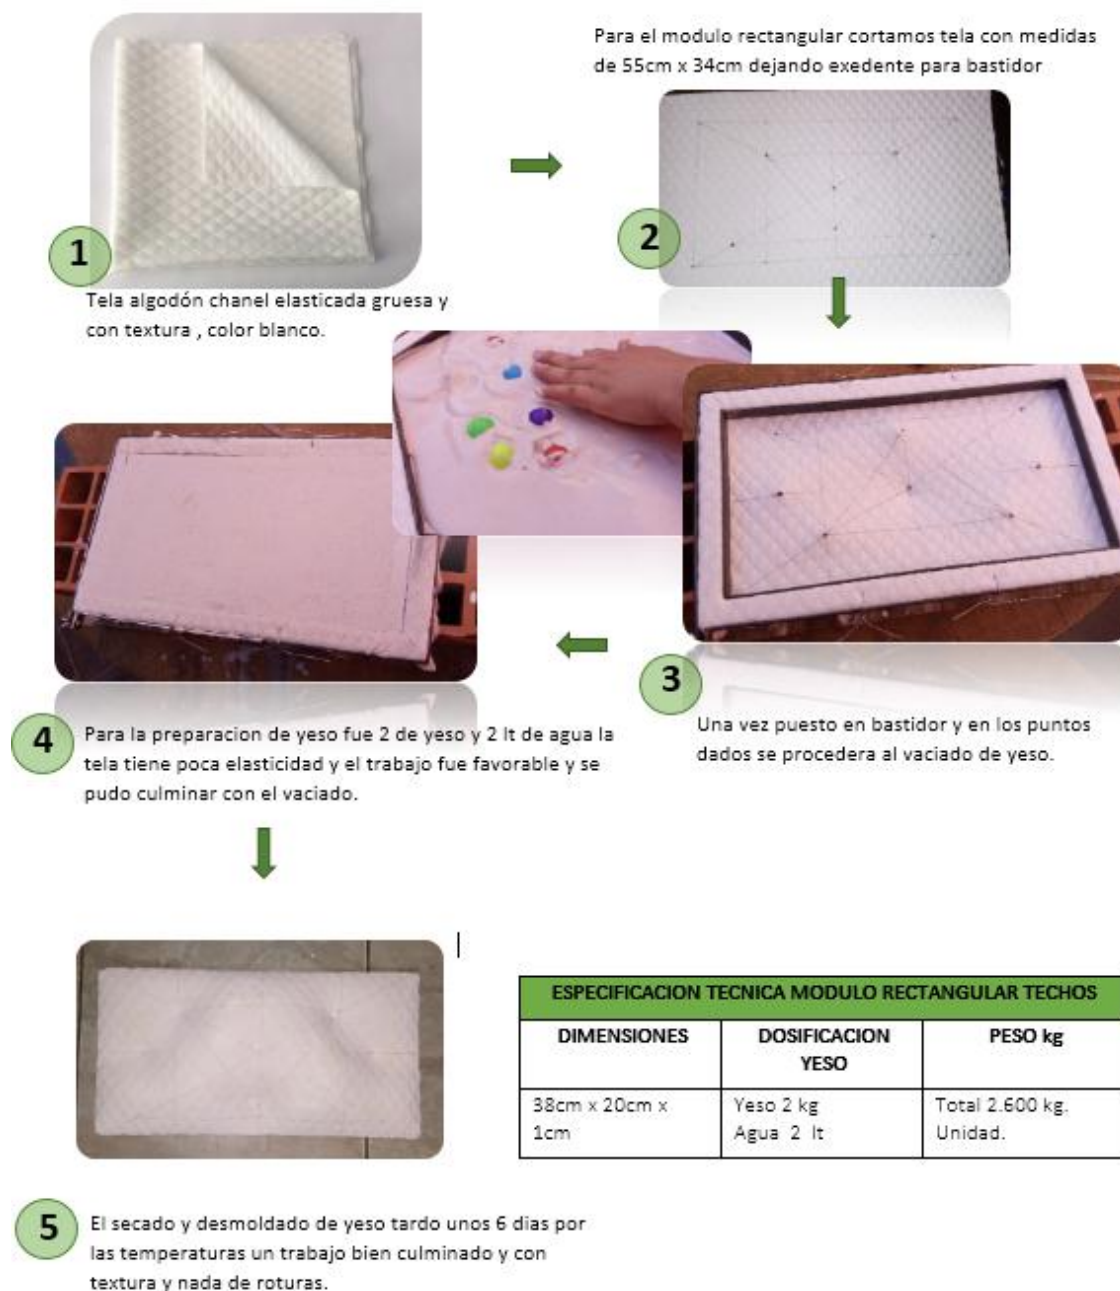 1
Tela algodón chanel elasticada gruesa y
con textura , color blanco.
Para el modulo rectangular cortamos tela con medidas
de 55cm x 34cm dejando exedente para bastidor
2
3
Una vez puesto en bastidor y en los puntos
dados se procedera al vaciado de yeso.
4
Para la preparacion de yeso fue 2 de yeso y 2 lt de agua la
tela tiene poca elasticidad y el trabajo fue favorable y se
pudo culminar con el vaciado.
ESPECIFICACION TECNICA MODULO RECTANGULAR TECHOS
DIMENSIONES
DOSIFICACION
YESO
PESO kg
38cm x 20cm x
1cm
Yeso 2 kg
Agua 2 lt
Total 2.600 kg.
Unidad.
5
El secado y desmoldado de yeso tardo unos 6 dias por
las temperaturas un trabajo bien culminado y con
textura y nada de roturas.